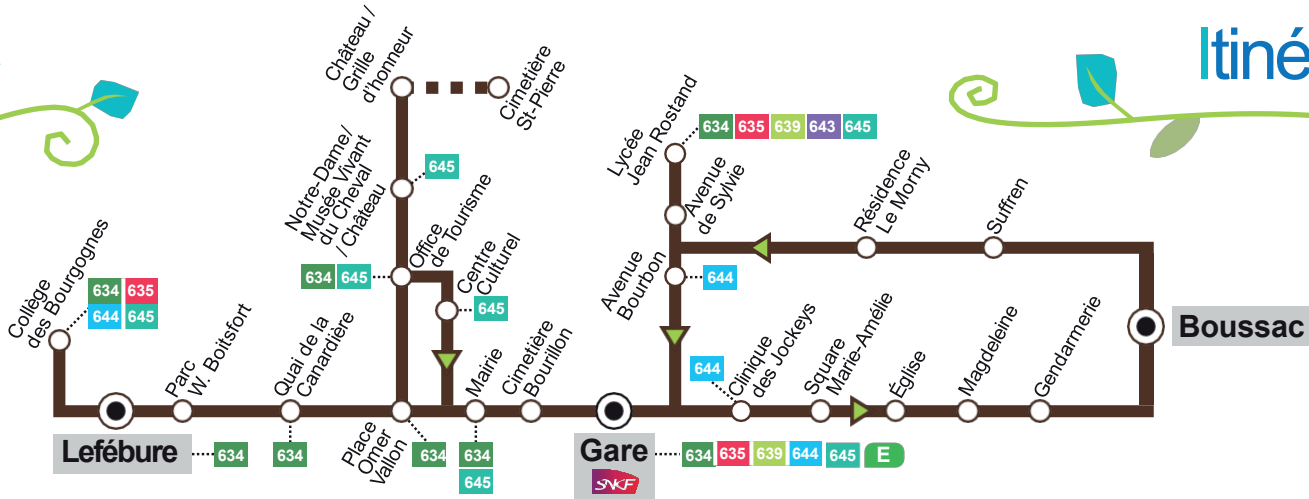 Itiné
Château /
Grille
d'honneur
Cimetière
St-Pierre
Notre-Dame/
Musée Vivant
du Cheval
/ Château
645
Office
de Tourisme
634 645
Centre
Culturel
645
Collège
des Bourgognes
634 635
644 645
Lefébure
634
Parc
W. Boitsfort
Quai de la
Canardière
634
Place
Omer
Vallon
634
Mairie
634
645
Cimetière
Bourillon
Gare
SNCF
634 635 639 644 645 E
Lycée
Jean Rostand
634 635 639 643 645
Avenue
de Sylvie
Avenue
Bourbon
644
Résidence
Le Morny
Suffren
Boussac
644
Clinique
des Jockeys
Square
Marie-Amélie
Église
Magdeleine
Gendarmerie